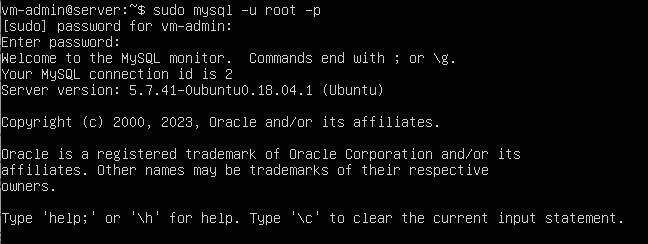 vm-admin@server:~$ sudo mysql -u root -p
[sudo] password for vm-admin:
Enter password:
Welcome to the MySQL monitor.  Commands end with ; or \g.
Your MySQL connection id is 2
Server version: 5.7.41-0ubuntu0.18.04.1 (Ubuntu)

Copyright (c) 2000, 2023, Oracle and/or its affiliates.

Oracle is a registered trademark of Oracle Corporation and/or its
affiliates. Other names may be trademarks of their respective
owners.

Type 'help;' or '\h' for help. Type '\c' to clear the current input statement.